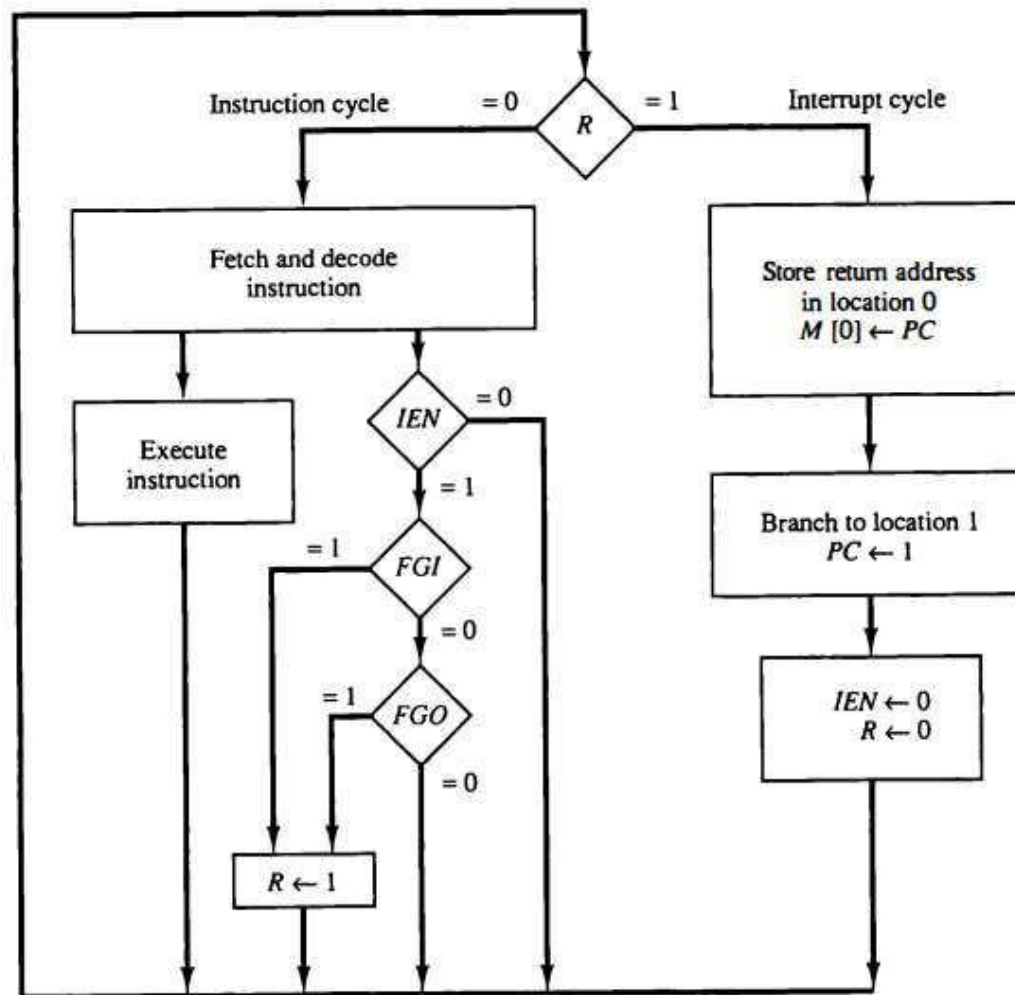 R
Instruction cycle
= 0
= 1
Interrupt cycle
Fetch and decode
instruction
Store return address
in location 0
M [0] ← PC
IEN
= 0
Execute
instruction
= 1
Branch to location 1
PC ← 1
= 1
FGI
= 0
IEN ← 0
R ← 0
= 1
FGO
= 0
R ← 1